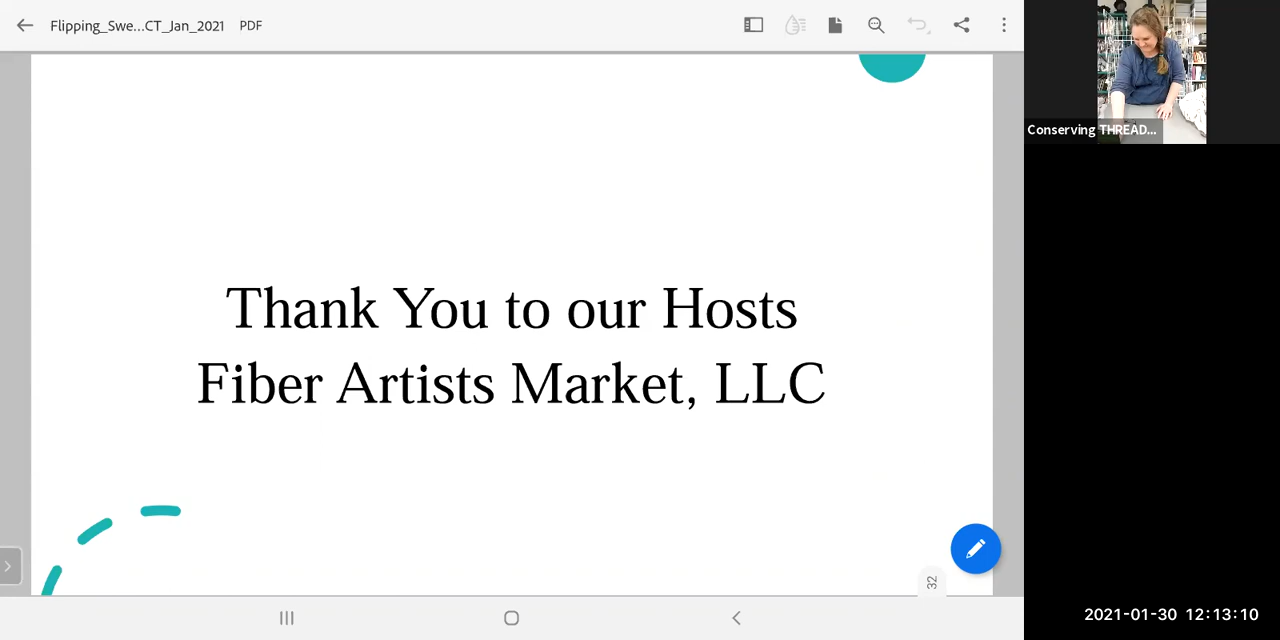 Flipping_Swe...CT_Jan_2021 PDF
Thank You to our Hosts
Fiber Artists Market, LLC
32
Conserving THREAD...
2021-01-30 12:13:10